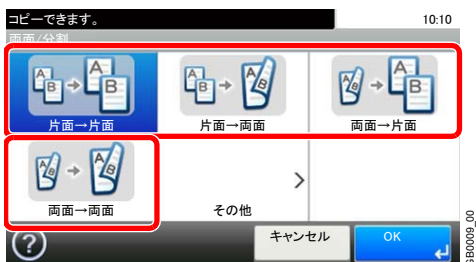 コピーできます。 10:10
両面/分割
片面→片面 片面→両面 両面→片面
両面→両面 その他
キャンセル OK
GB0009_00